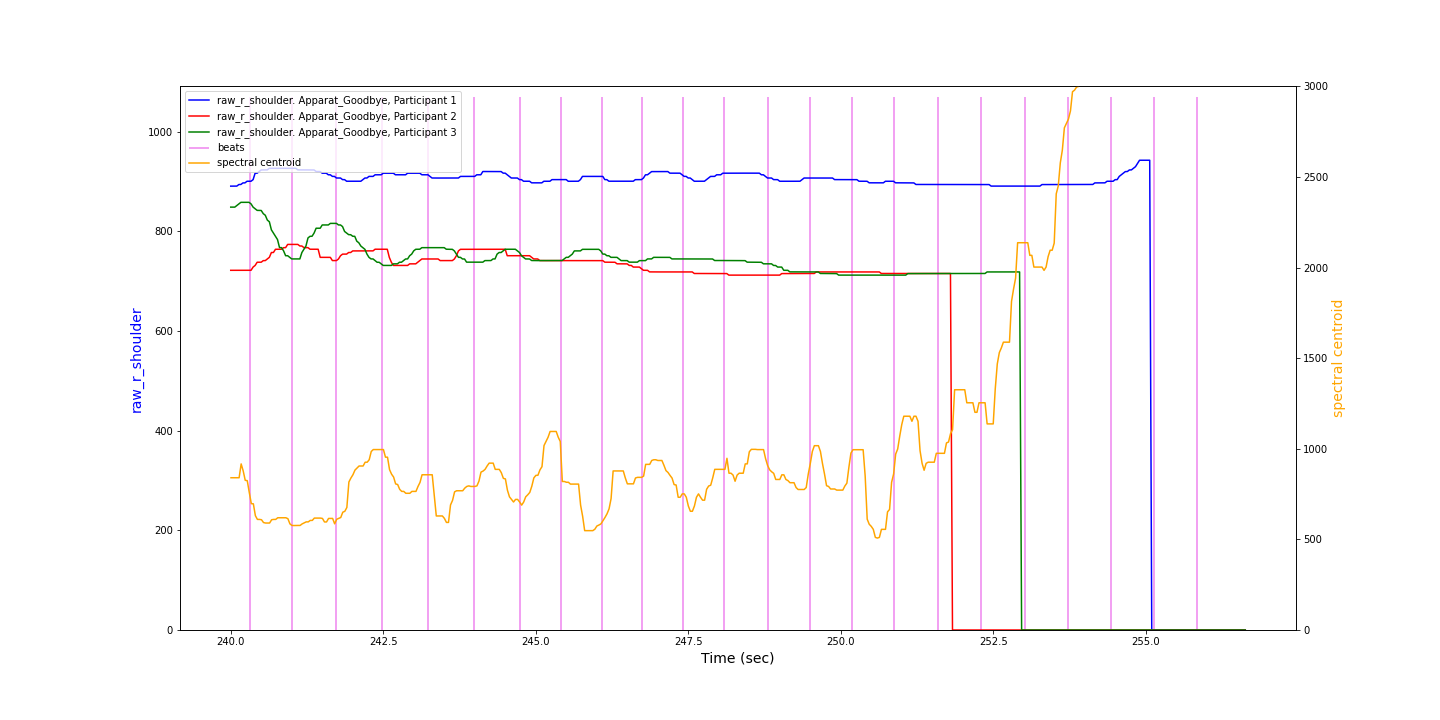 raw_r_shoulder. Apparat_Goodbye, Participant 1
raw_r_shoulder. Apparat_Goodbye, Participant 2
raw_r_shoulder. Apparat_Goodbye, Participant 3
beats
spectral centroid
1000
800
600
400
200
0
raw_r_shoulder
3000
2500
2000
1500
1000
500
0
spectral centroid
240.0 242.5 245.0 247.5 250.0 252.5 255.0
Time (sec)